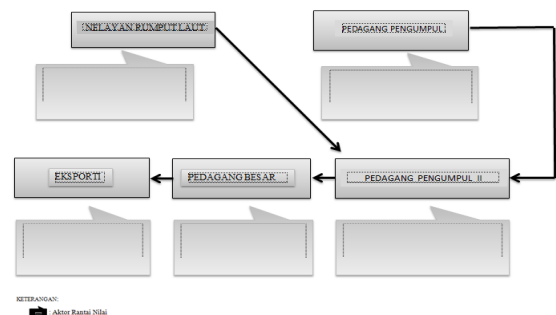 NELAYAN RUMPUT LAUT
PEDAGANG PENGUMPUL
EKSPORTI
PEDAGANG BESAR
PEDAGANG PENGUMPUL II
KETERANGAN:
: Aktor Rantai Nilai